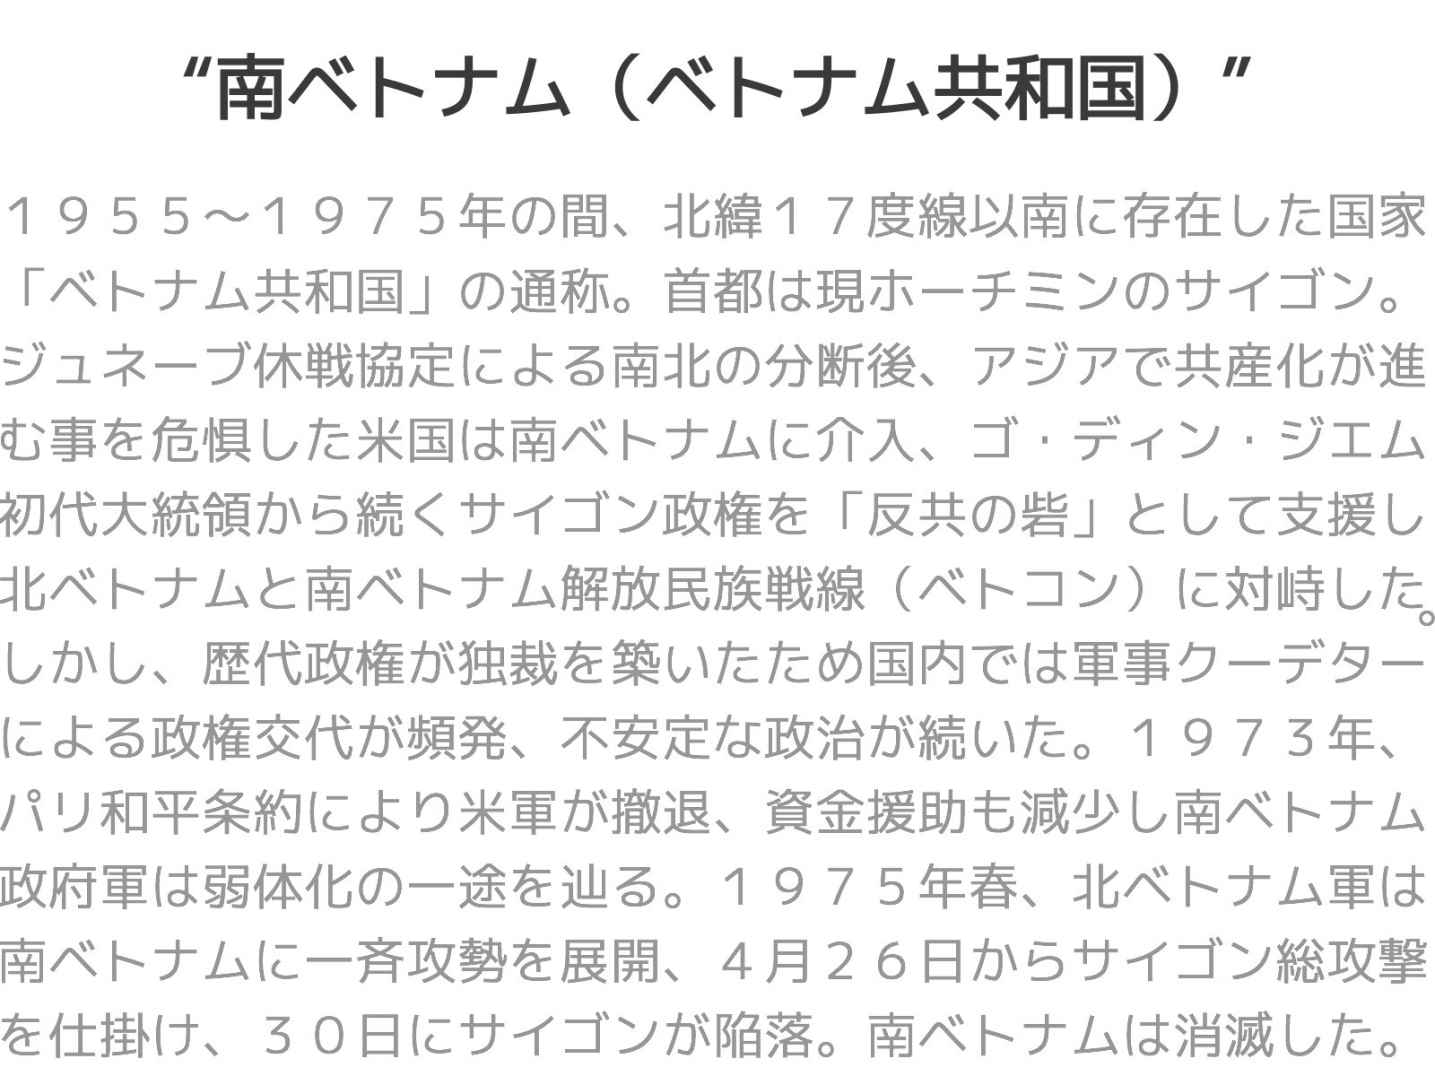 “南ベトナム（ベトナム共和国）”
１９５５〜１９７５年の間、北緯１７度線以南に存在した国家
「ベトナム共和国」の通称。首都は現ホーチミンのサイゴン。
ジュネーブ休戦協定による南北の分断後、アジアで共産化が進
む事を危惧した米国は南ベトナムに介入、ゴ・ディン・ジエム
初代大統領から続くサイゴン政権を「反共の砦」として支援し
北ベトナムと南ベトナム解放民族戦線（ベトコン）に対峙した。
しかし、歴代政権が独裁を築いたため国内では軍事クーデター
による政権交代が頻発、不安定な政治が続いた。１９７３年、
パリ和平条約により米軍が撤退、資金援助も減少し南ベトナム
政府軍は弱体化の一途を辿る。１９７５年春、北ベトナム軍は
南ベトナムに一斉攻勢を展開、４月２６日からサイゴン総攻撃
を仕掛け、３０日にサイゴンが陥落。南ベトナムは消滅した。